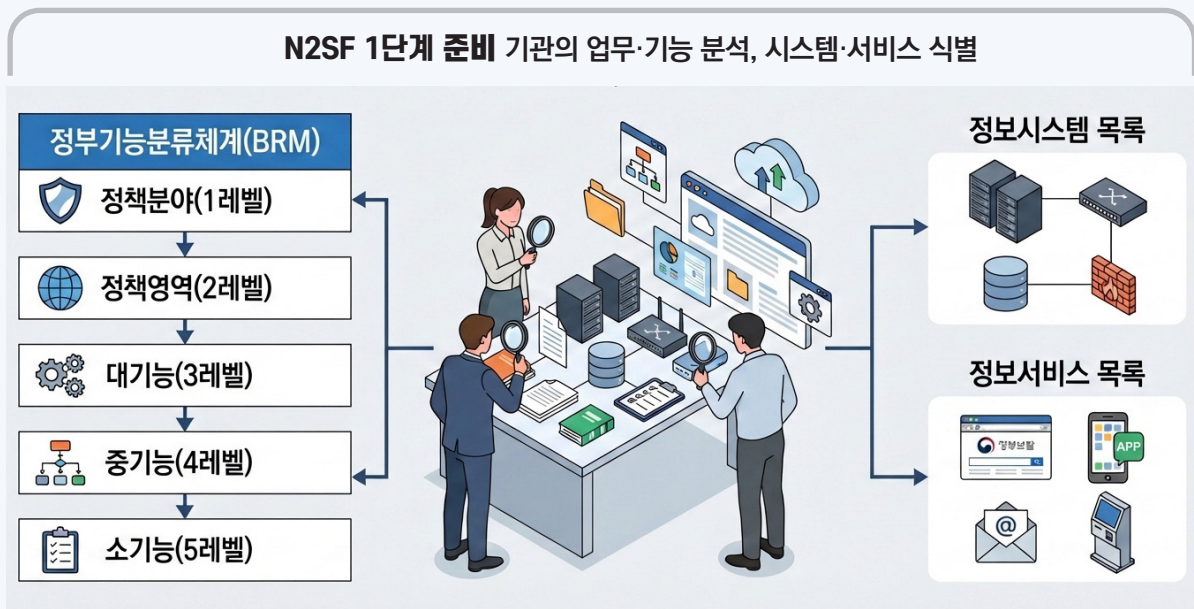 N2SF 1단계 준비 기관의 업무·기능 분석, 시스템·서비스 식별
정부기능분류체계(BRM)
정책분야(1레벨)
정책영역(2레벨)
대기능(3레벨)
중기능(4레벨)
소기능(5레벨)
정보시스템 목록
정보서비스 목록
APP
@